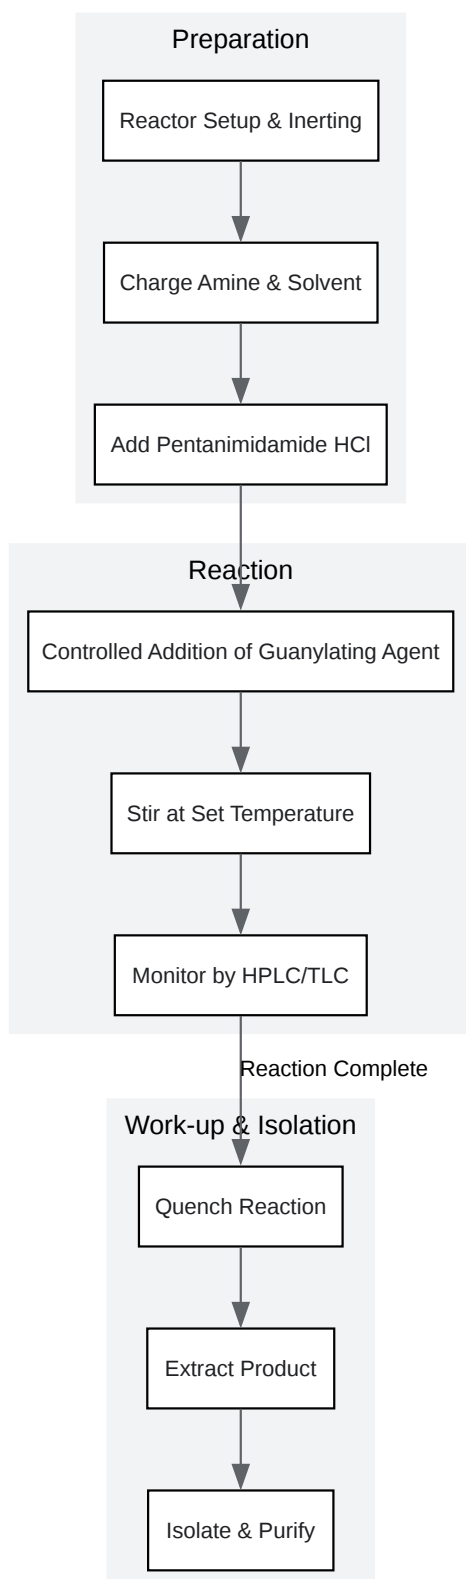 Preparation
Reactor Setup & Inerting
Charge Amine & Solvent
Add Pentanimidamide HCl
Reaction
Controlled Addition of Guanylating Agent
Stir at Set Temperature
Monitor by HPLC/TLC
Reaction Complete
Work-up & Isolation
Quench Reaction
Extract Product
Isolate & Purify